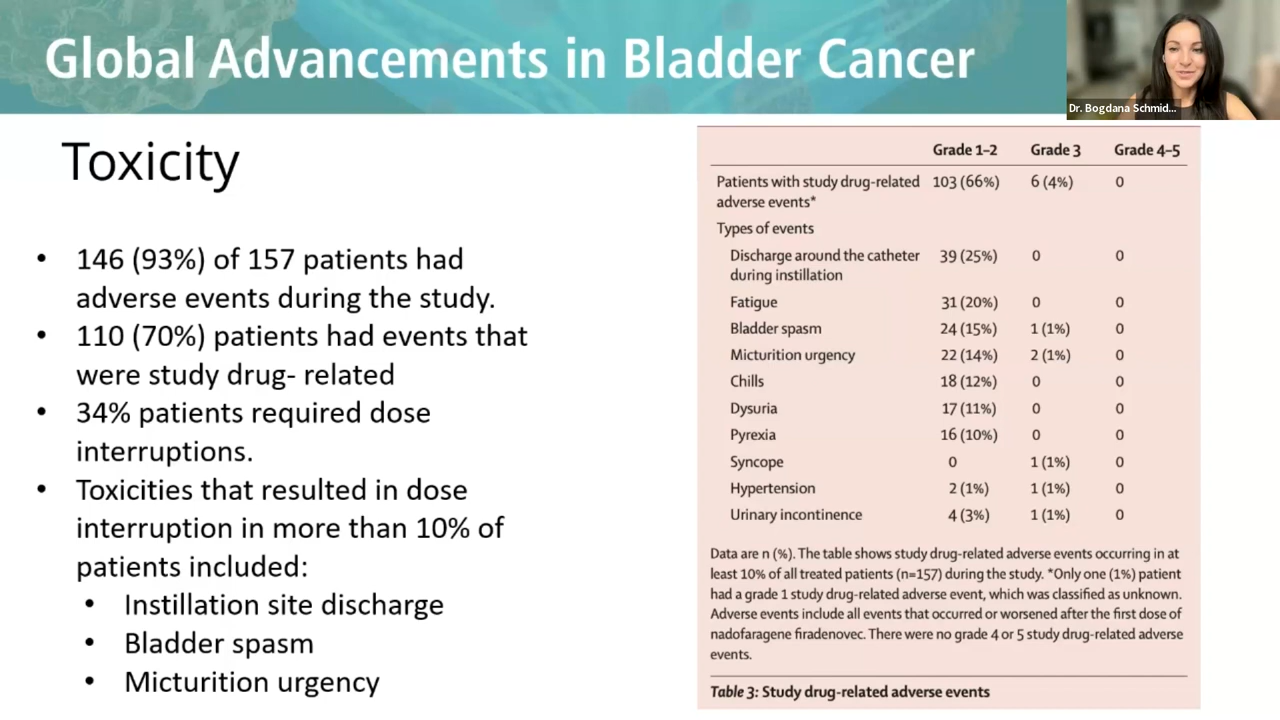 Global Advancements in Bladder Cancer
Dr. Bogdana Schmid...
Toxicity
• 146 (93%) of 157 patients had
adverse events during the study.
• 110 (70%) patients had events that
were study drug- related
• 34% patients required dose
interruptions.
• Toxicities that resulted in dose
interruption in more than 10% of
patients included:
• Instillation site discharge
• Bladder spasm
• Micturition urgency
Grade 1–2 Grade 3 Grade 4–5
Patients with study drug-related 103 (66%) 6 (4%) 0
adverse events*
Types of events
Discharge around the catheter 39 (25%) 0 0
during instillation
Fatigue 31 (20%) 0 0
Bladder spasm 24 (15%) 1 (1%) 0
Micturition urgency 22 (14%) 2 (1%) 0
Chills 18 (12%) 0 0
Dysuria 17 (11%) 0 0
Pyrexia 16 (10%) 0 0
Syncope 0 1 (1%) 0
Hypertension 2 (1%) 1 (1%) 0
Urinary incontinence 4 (3%) 1 (1%) 0
Data are n (%). The table shows study drug-related adverse events occurring in at
least 10% of all treated patients (n=157) during the study. *Only one (1%) patient
had a grade 1 study drug-related adverse event, which was classified as unknown.
Adverse events include all events that occurred or worsened after the first dose of
nadofaragene firadenovec. There were no grade 4 or 5 study drug-related adverse
events.
Table 3: Study drug-related adverse events